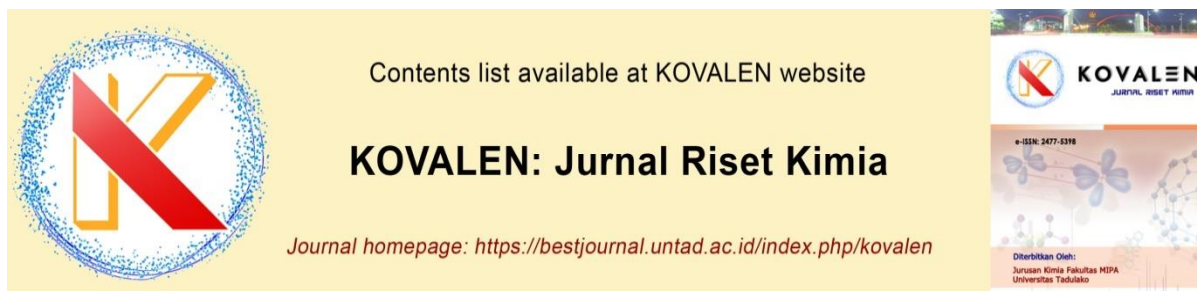 Contents list available at KOVALEN website
KOVALEN: Jurnal Riset Kimia
Journal homepage: https://bestjournal.untad.ac.id/index.php/kovalen
K
KOVALEN
JURNAL RISET KIMIA
e-ISSN: 2477-5398
Diterbitkan Oleh:
Jurusan Kimia Fakultas MIPA
Universitas Tadulako